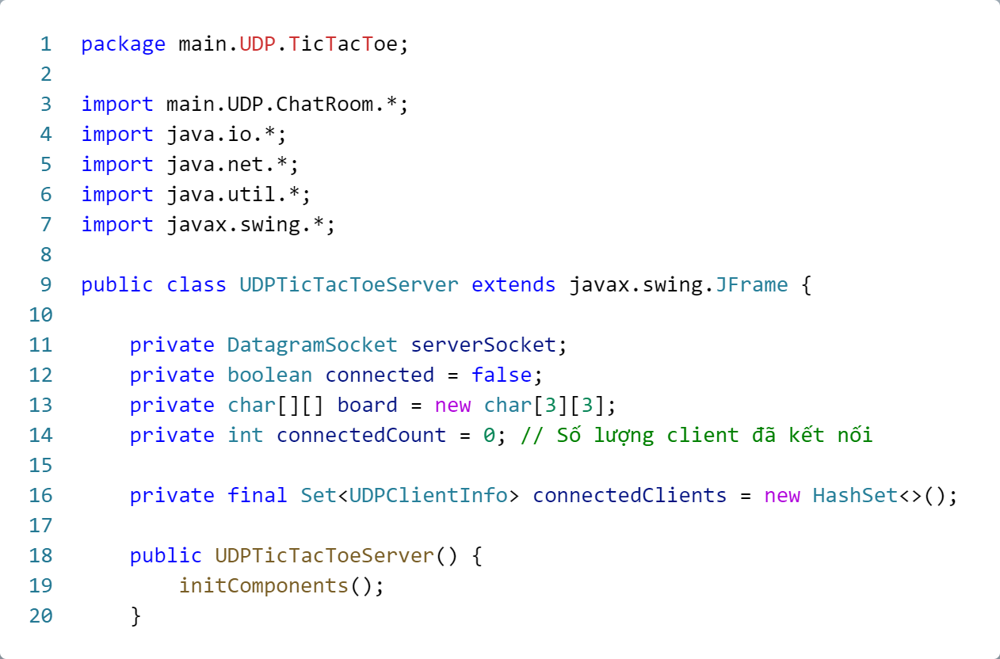 1 package main.UDP.TicTacToe;
2
3 import main.UDP.ChatRoom.*;
4 import java.io.*;
5 import java.net.*;
6 import java.util.*;
7 import javax.swing.*;
8
9 public class UDPTicTacToeServer extends javax.swing.JFrame {
10
11     private DatagramSocket serverSocket;
12     private boolean connected = false;
13     private char[][] board = new char[3][3];
14     private int connectedCount = 0; // Số lượng client đã kết nối
15
16     private final Set<UDPClientInfo> connectedClients = new HashSet<>();
17
18     public UDPTicTacToeServer() {
19         initComponents();
20     }